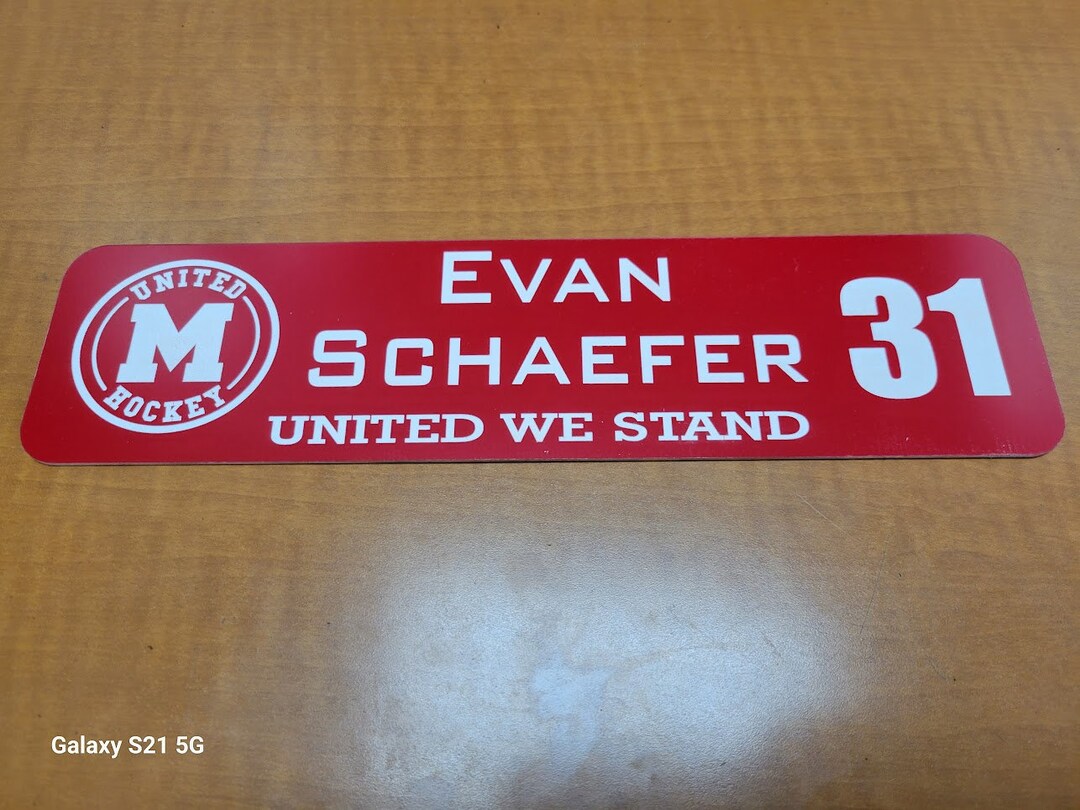 UNITED
M
HOCKEY
EVAN
SCHAEFER
UNITED WE STAND
31
Galaxy S21 5G